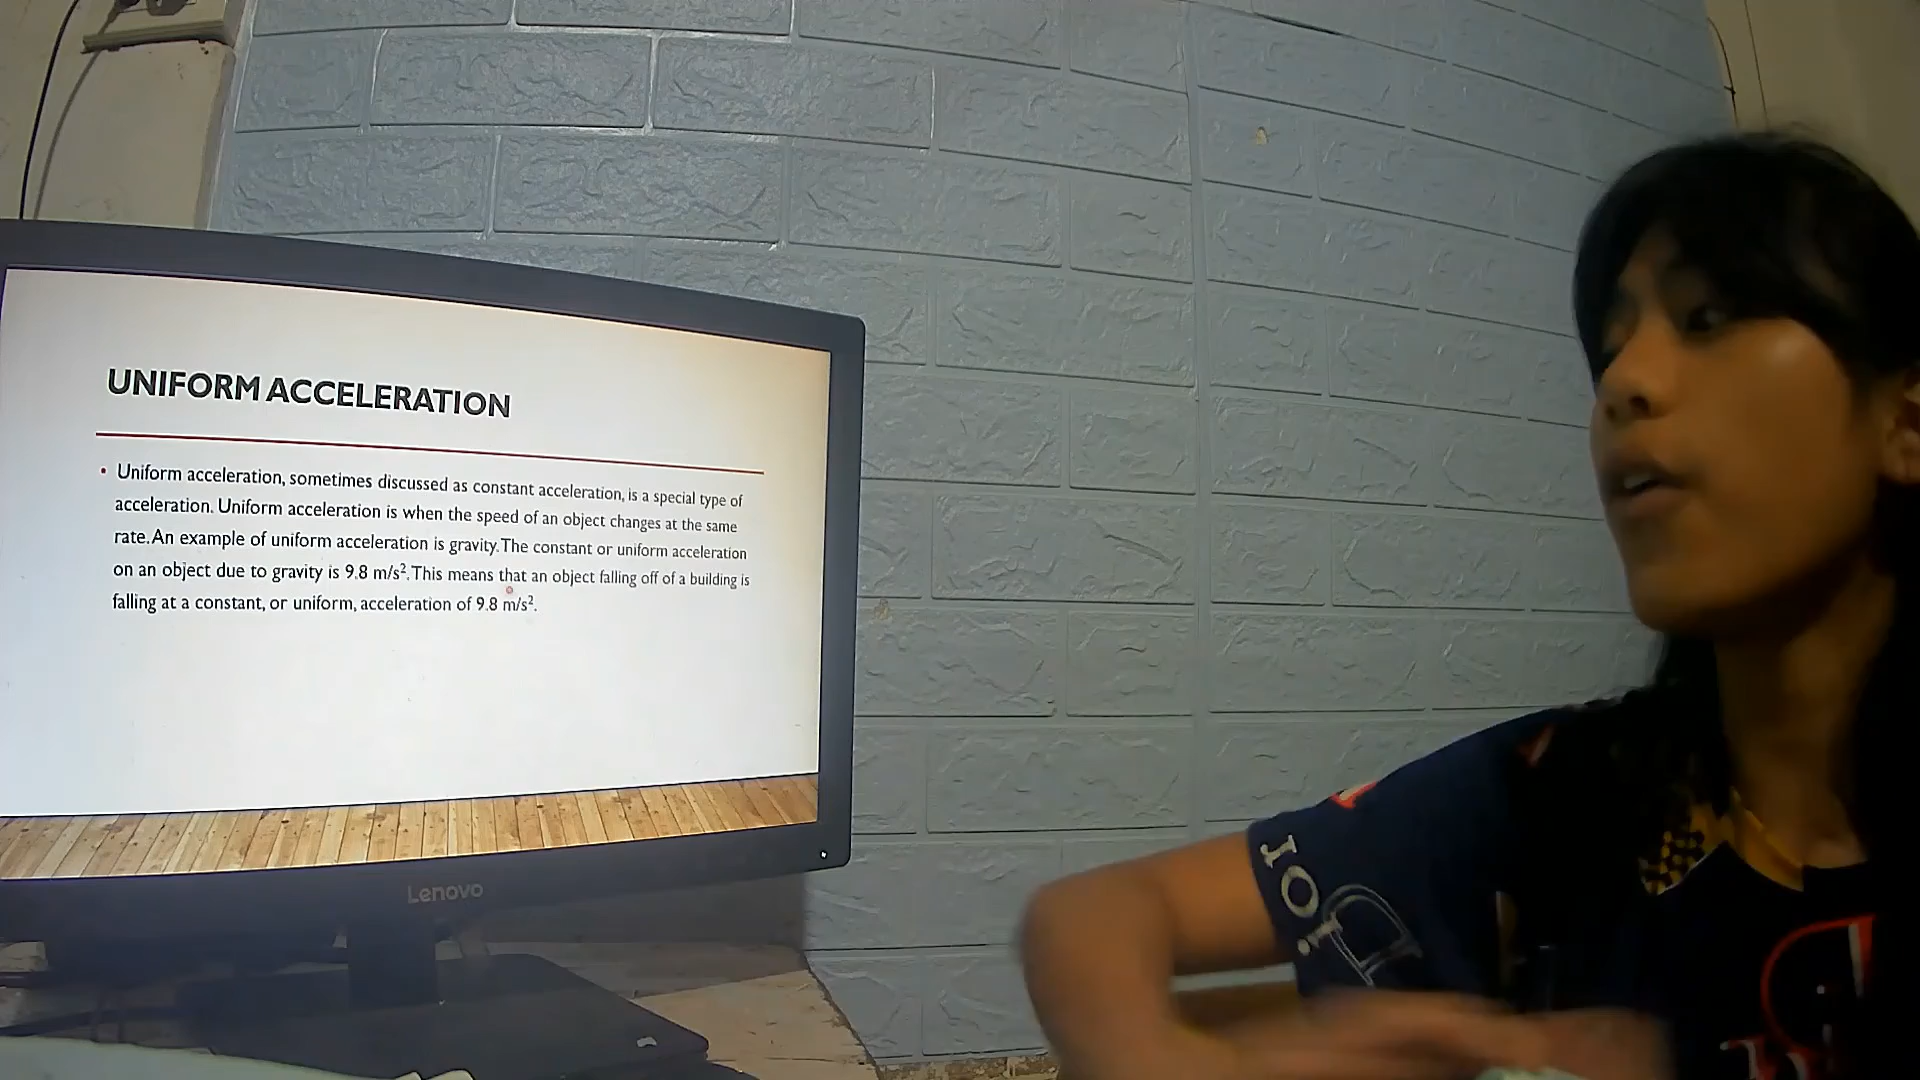 UNIFORM ACCELERATION
• Uniform acceleration, sometimes discussed as constant acceleration, is a special type of
acceleration. Uniform acceleration is when the speed of an object changes at the same
rate. An example of uniform acceleration is gravity. The constant or uniform acceleration
on an object due to gravity is 9.8 m/s². This means that an object falling off of a building is
falling at a constant, or uniform, acceleration of 9.8 m/s².
Lenovo